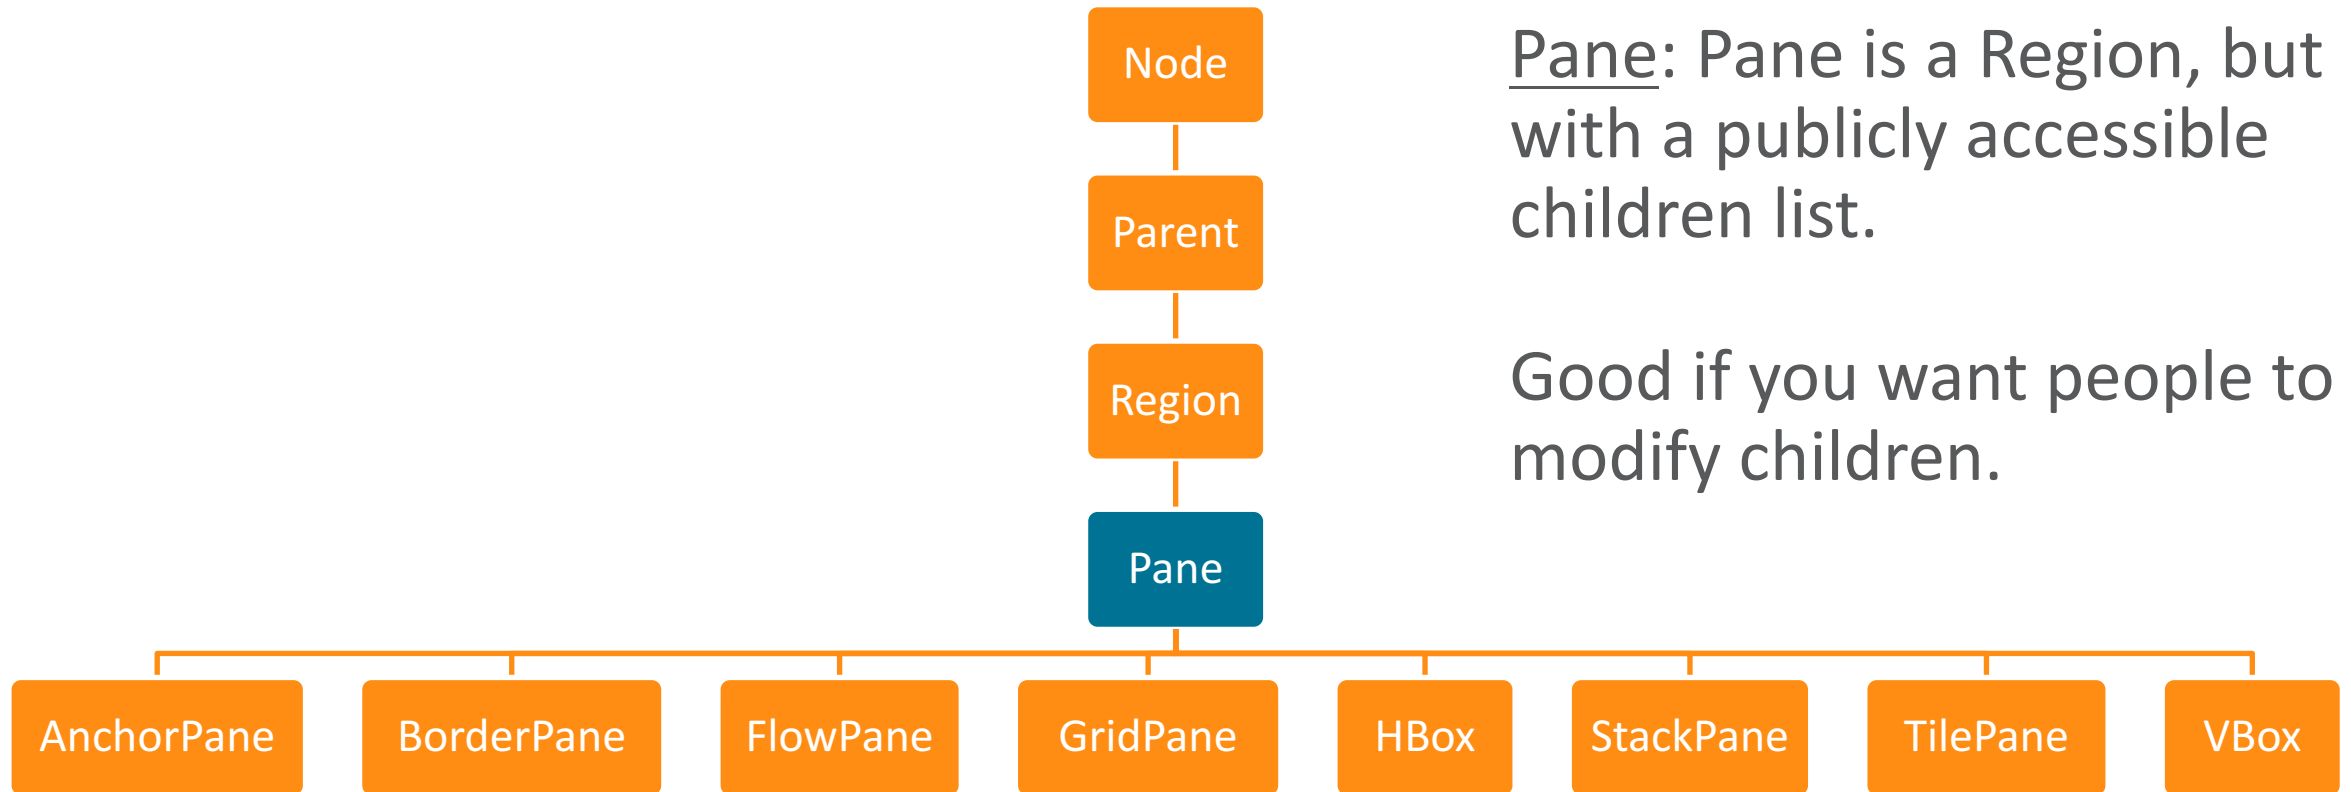 Node
Parent
Region
Pane
AnchorPane
BorderPane
FlowPane
GridPane
HBox
StackPane
TilePane
VBox
Pane: Pane is a Region, but
with a publicly accessible
children list.
Good if you want people to
modify children.